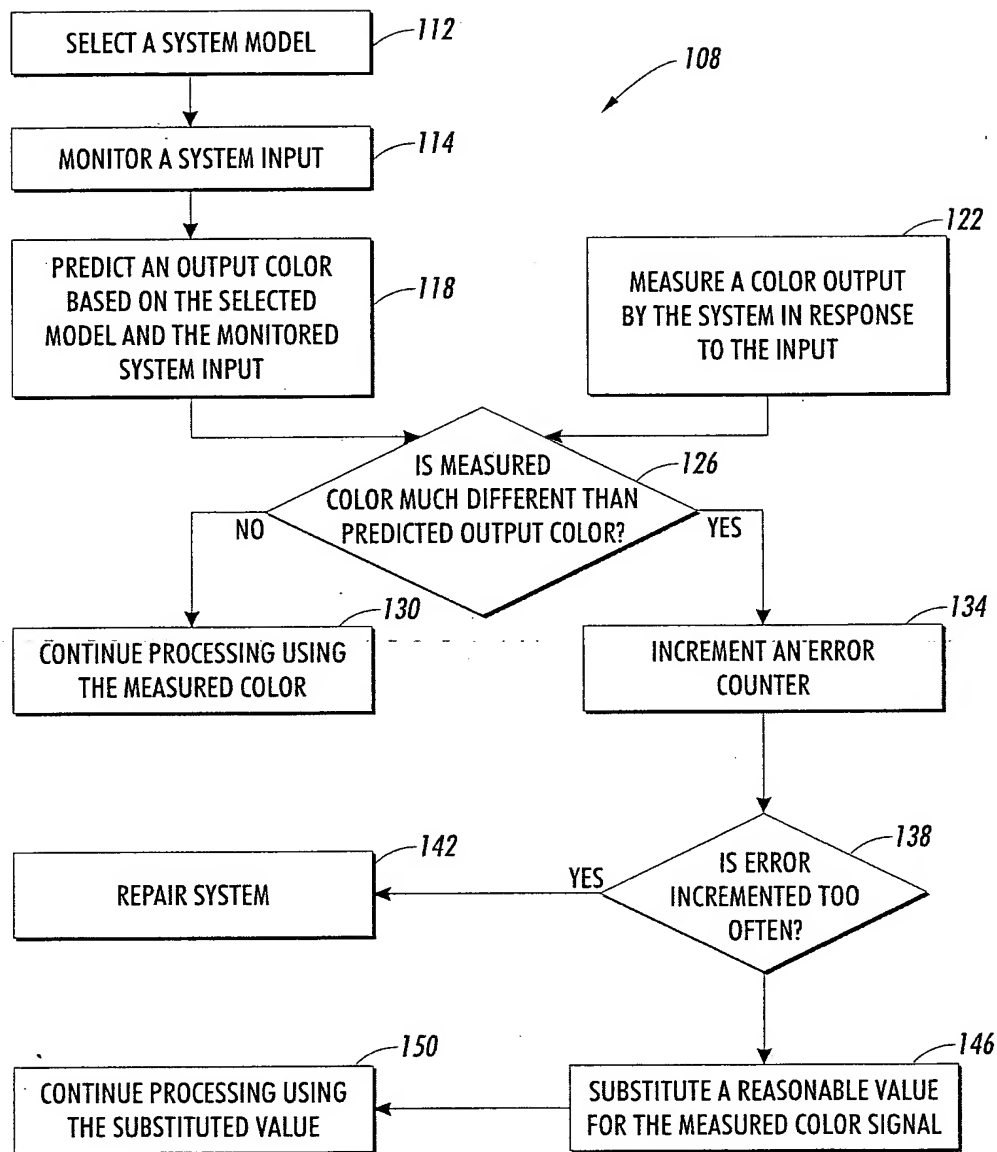 SELECT A SYSTEM MODEL
112
108
MONITOR A SYSTEM INPUT
114
PREDICT AN OUTPUT COLOR
BASED ON THE SELECTED
MODEL AND THE MONITORED
SYSTEM INPUT
118
122
MEASURE A COLOR OUTPUT
BY THE SYSTEM IN RESPONSE
TO THE INPUT
IS MEASURED
COLOR MUCH DIFFERENT THAN
PREDICTED OUTPUT COLOR?
126
NO
YES
130
CONTINUE PROCESSING USING
THE MEASURED COLOR
134
INCREMENT AN ERROR
COUNTER
138
IS ERROR
INCREMENTED TOO
OFTEN?
YES
142
REPAIR SYSTEM
146
SUBSTITUTE A REASONABLE VALUE
FOR THE MEASURED COLOR SIGNAL
150
CONTINUE PROCESSING USING
THE SUBSTITUTED VALUE